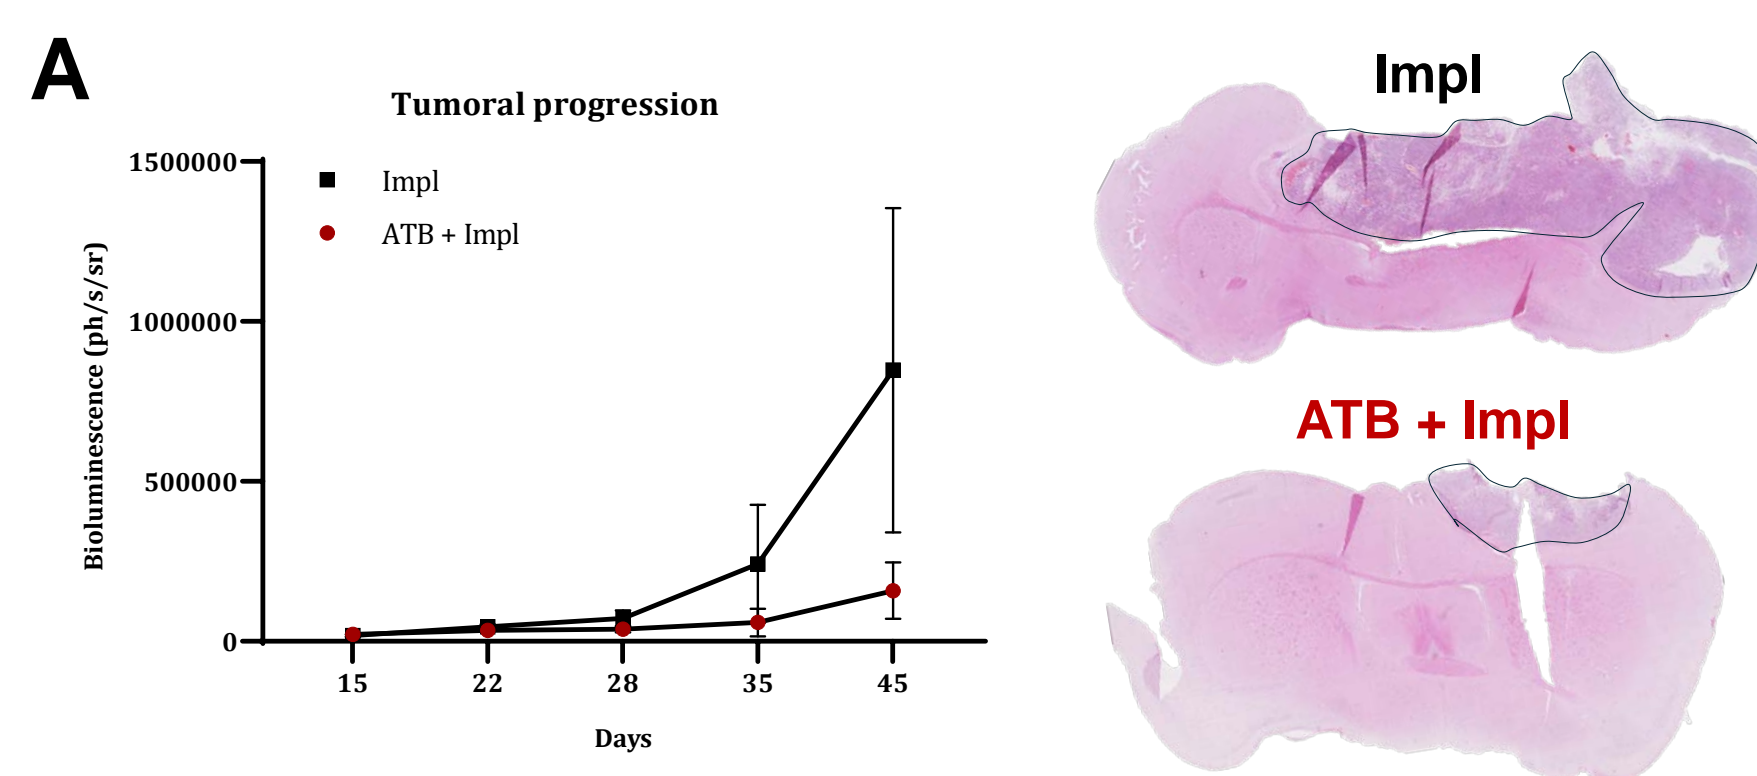 A
Tumoral progression
1500000
1000000
500000
0
Bioluminescence (ph/s/sr)
Impl
ATB + Impl
15 22 28 35 45
Days
Impl
ATB + Impl